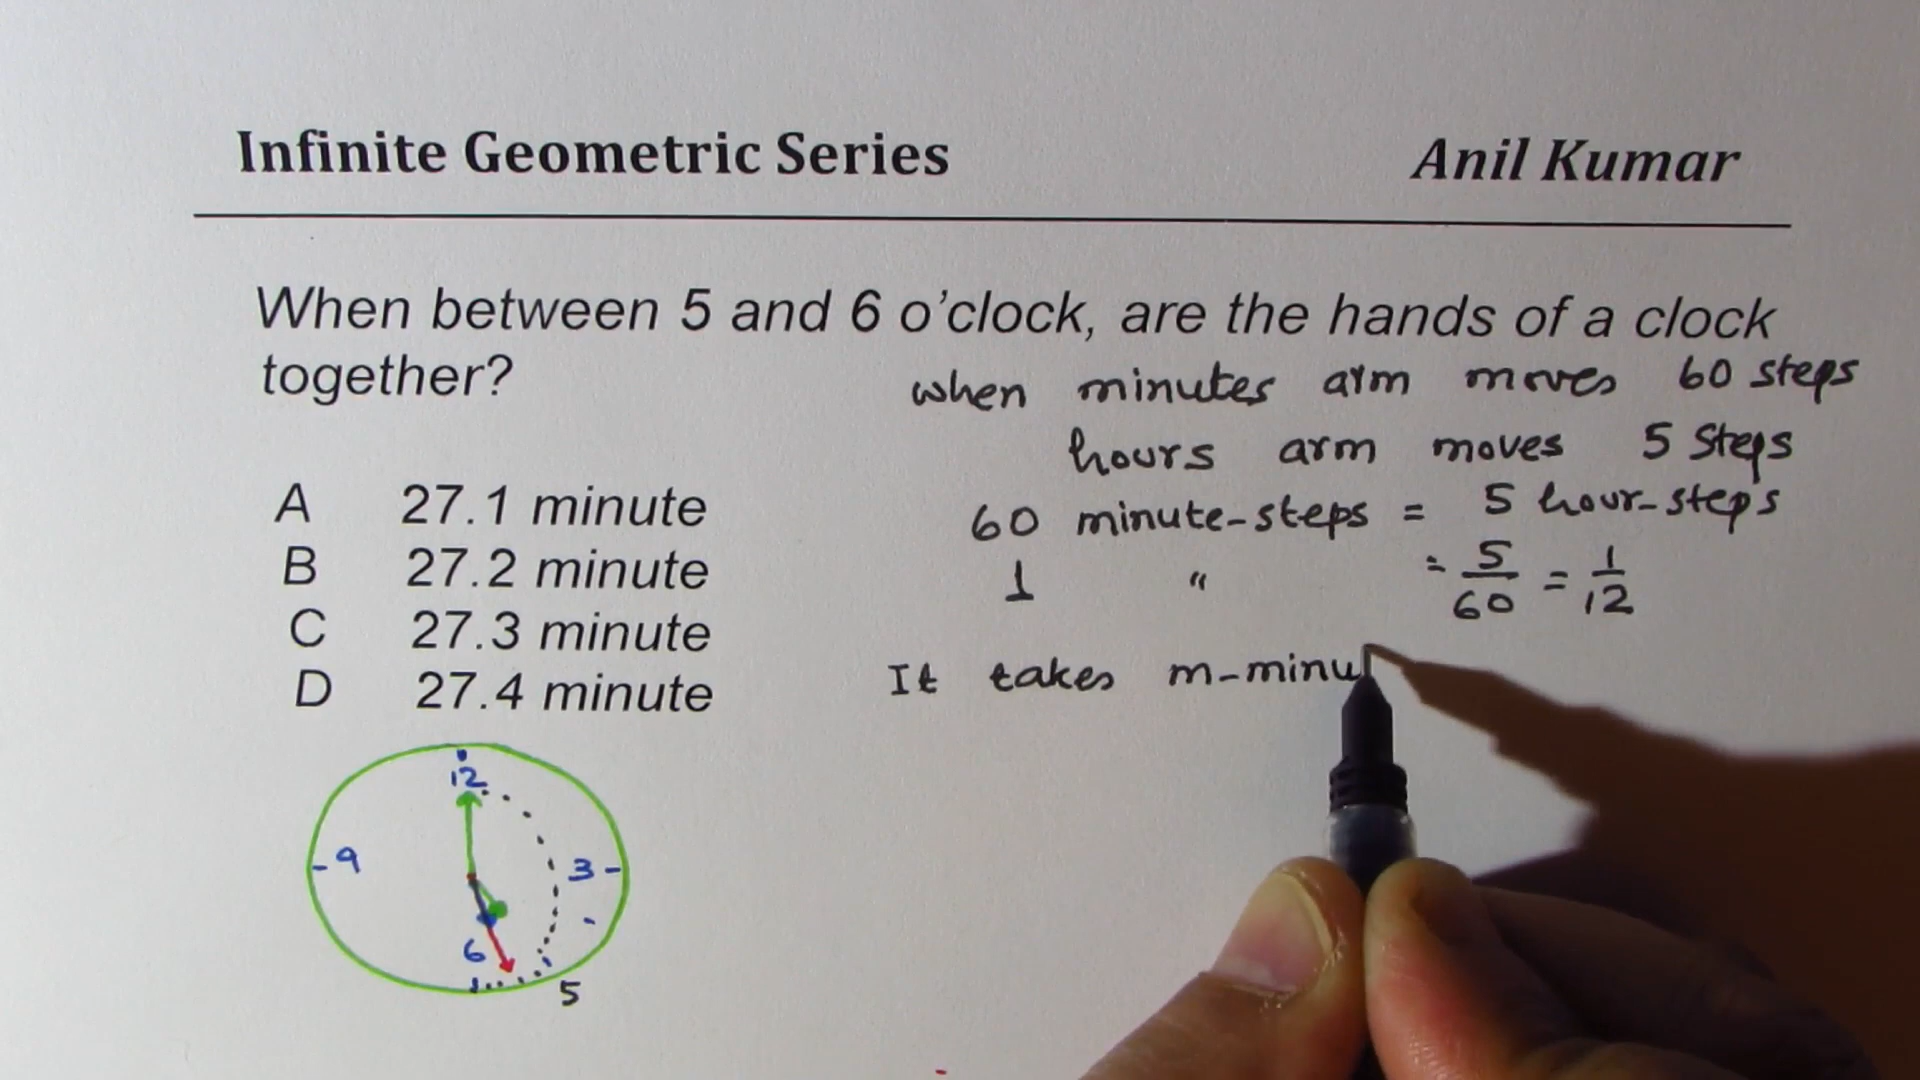 Infinite Geometric Series Anil Kumar
When between 5 and 6 o'clock, are the hands of a clock
together?
when minutes arm moves 60 steps
hours arm moves 5 Steps
60 minute-steps = 5 hour-steps
1 " = 5/60 = 1/12
It takes m-minu
A 27.1 minute
B 27.2 minute
C 27.3 minute
D 27.4 minute
12
9 3
6
5